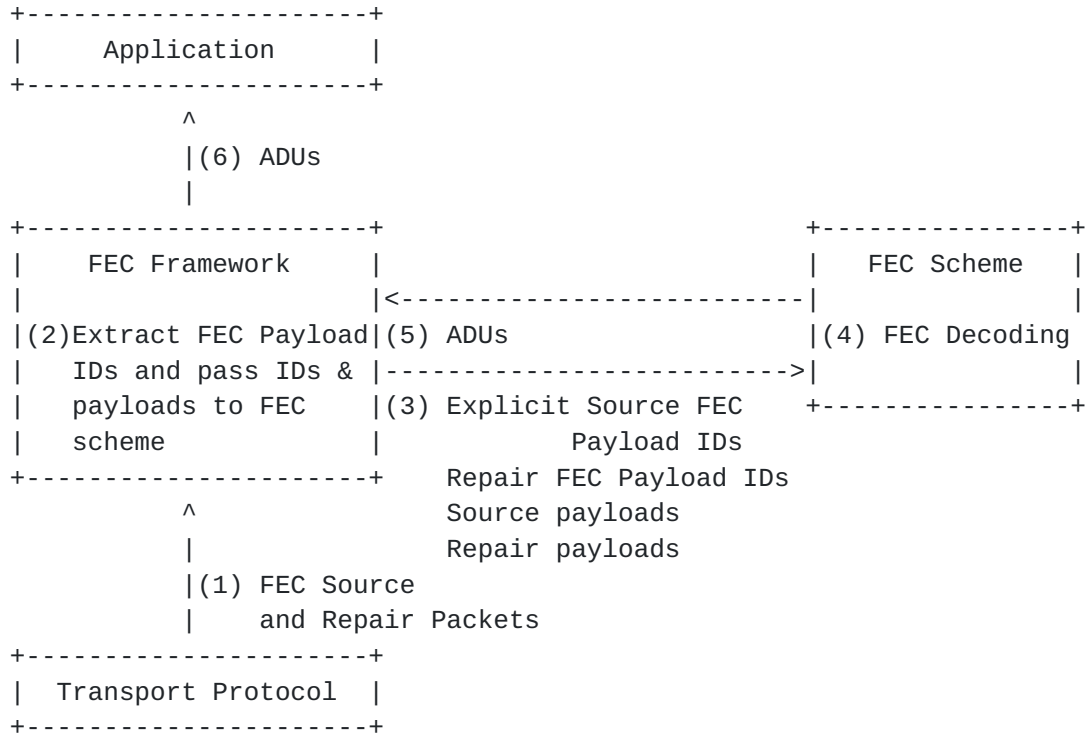 +----------------------+
|     Application      |
+----------------------+
           ^
           |(6) ADUs
           |
+----------------------+                           +----------------+
|    FEC Framework     |                           |   FEC Scheme   |
|                      |<--------------------------|                |
|(2)Extract FEC Payload|(5) ADUs                   |(4) FEC Decoding|
|   IDs and pass IDs & |-------------------------->|                |
|   payloads to FEC    |(3) Explicit Source FEC    +----------------+
|   scheme             |            Payload IDs
+----------------------+    Repair FEC Payload IDs
           ^                Source payloads
           |                Repair payloads
           |(1) FEC Source
           |    and Repair Packets
+----------------------+
|  Transport Protocol  |
+----------------------+